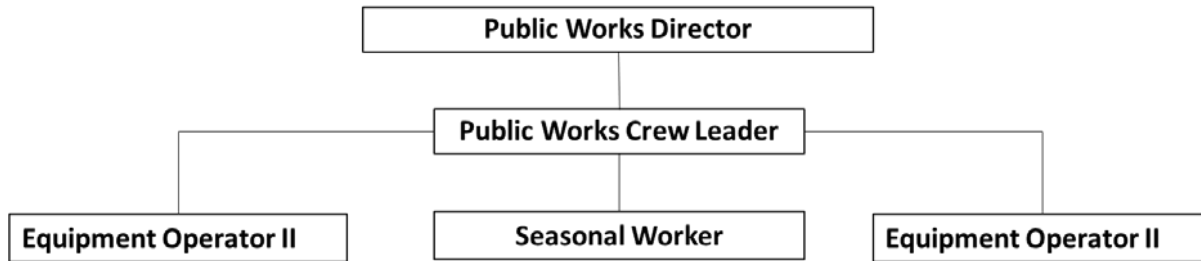 Public Works Director
Public Works Crew Leader
Equipment Operator II
Seasonal Worker
Equipment Operator II